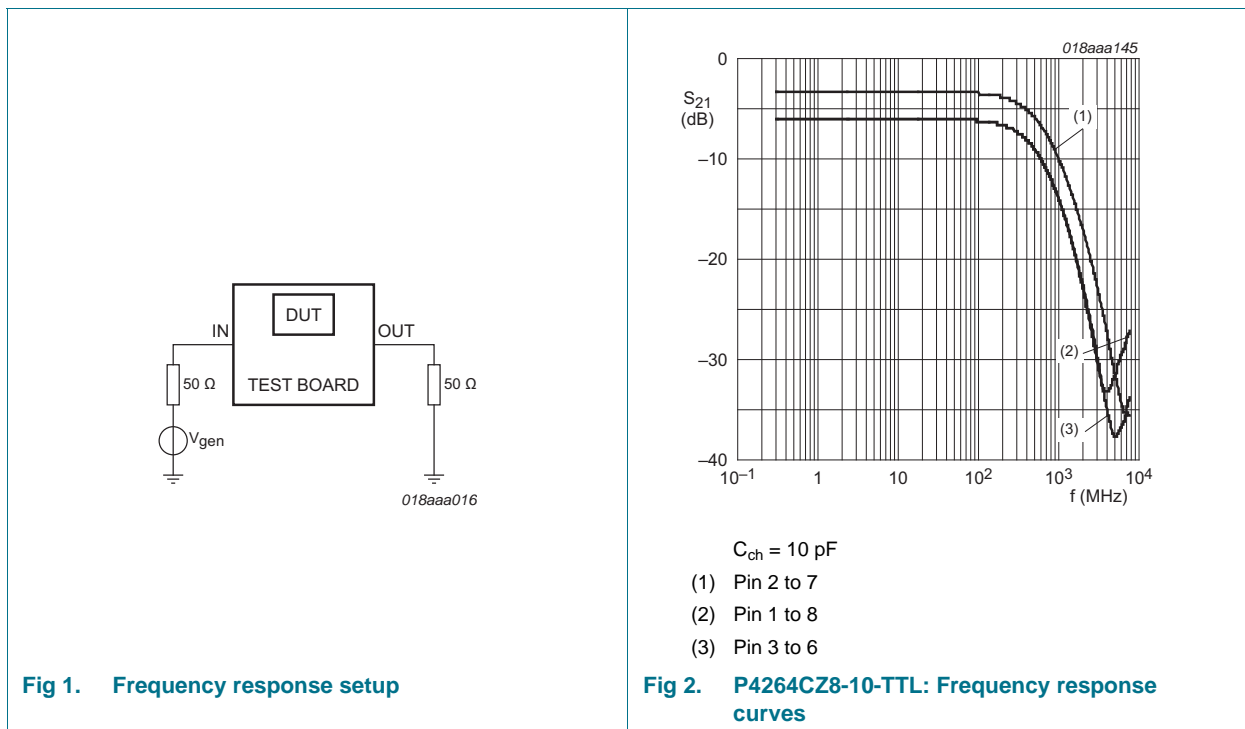 IN
DUT
OUT
TEST BOARD
50 Ω
50 Ω
Vgen
018aaa016
Fig 1. Frequency response setup
018aaa145
S21
(dB)
0
−10
−20
−30
−40
(1)
(2)
(3)
10−1
1
10
102
103
104
f (MHz)
Cch = 10 pF
(1) Pin 2 to 7
(2) Pin 1 to 8
(3) Pin 3 to 6
Fig 2. P4264CZ8-10-TTL: Frequency response
curves